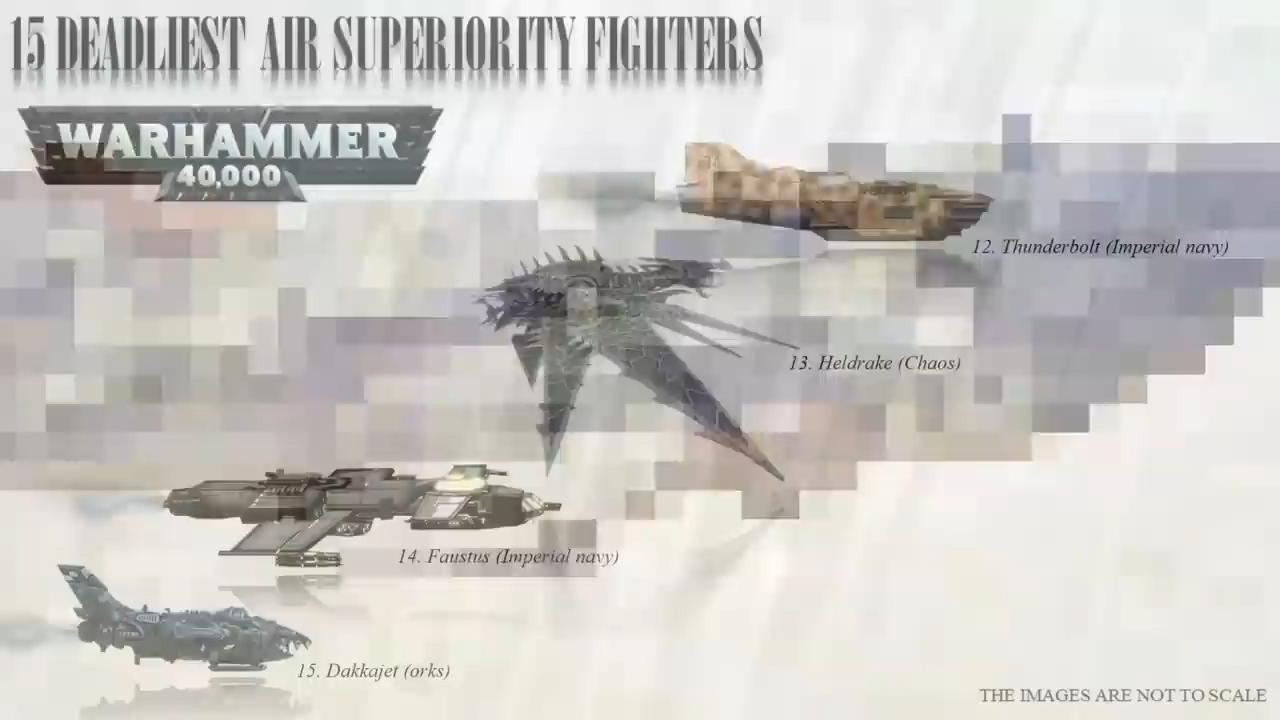 15 DEADLIEST AIR SUPERIORITY FIGHTERS
WARHAMMER
40,000
12. Thunderbolt (Imperial navy)
13. Heldrake (Chaos)
14. Faustus (Imperial navy)
15. Dakkajet (orks)
THE IMAGES ARE NOT TO SCALE